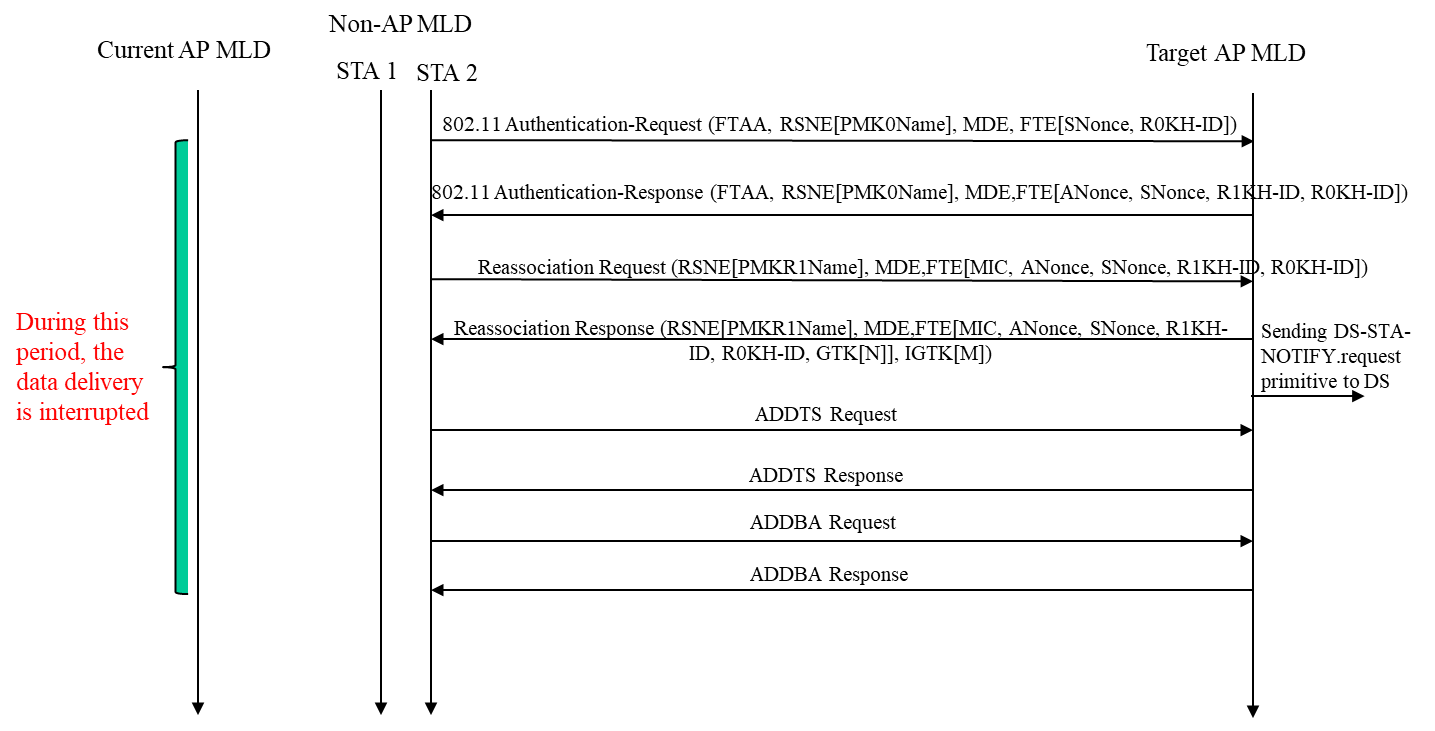 Non-AP MLD
Current AP MLD
Target AP MLD
STA 1
STA 2
802.11 Authentication-Request (FTAA, RSNE[PMK0Name], MDE, FTE[SNonce, R0KH-ID])
802.11 Authentication-Response (FTAA, RSNE[PMK0Name], MDE,FTE[ANonce, SNonce, R1KH-ID, R0KH-ID])
Reassociation Request (RSNE[PMKR1Name], MDE,FTE[MIC, ANonce, SNonce, R1KH-ID, R0KH-ID])
Reassociation Response (RSNE[PMKR1Name], MDE,FTE[MIC, ANonce, SNonce, R1KH-
ID, R0KH-ID, GTK[N]], IGTK[M])
Sending DS-STA-
NOTIFY.request
primitive to DS
During this
period, the
data delivery
is interrupted
ADDTS Request
ADDTS Response
ADDBA Request
ADDBA Response